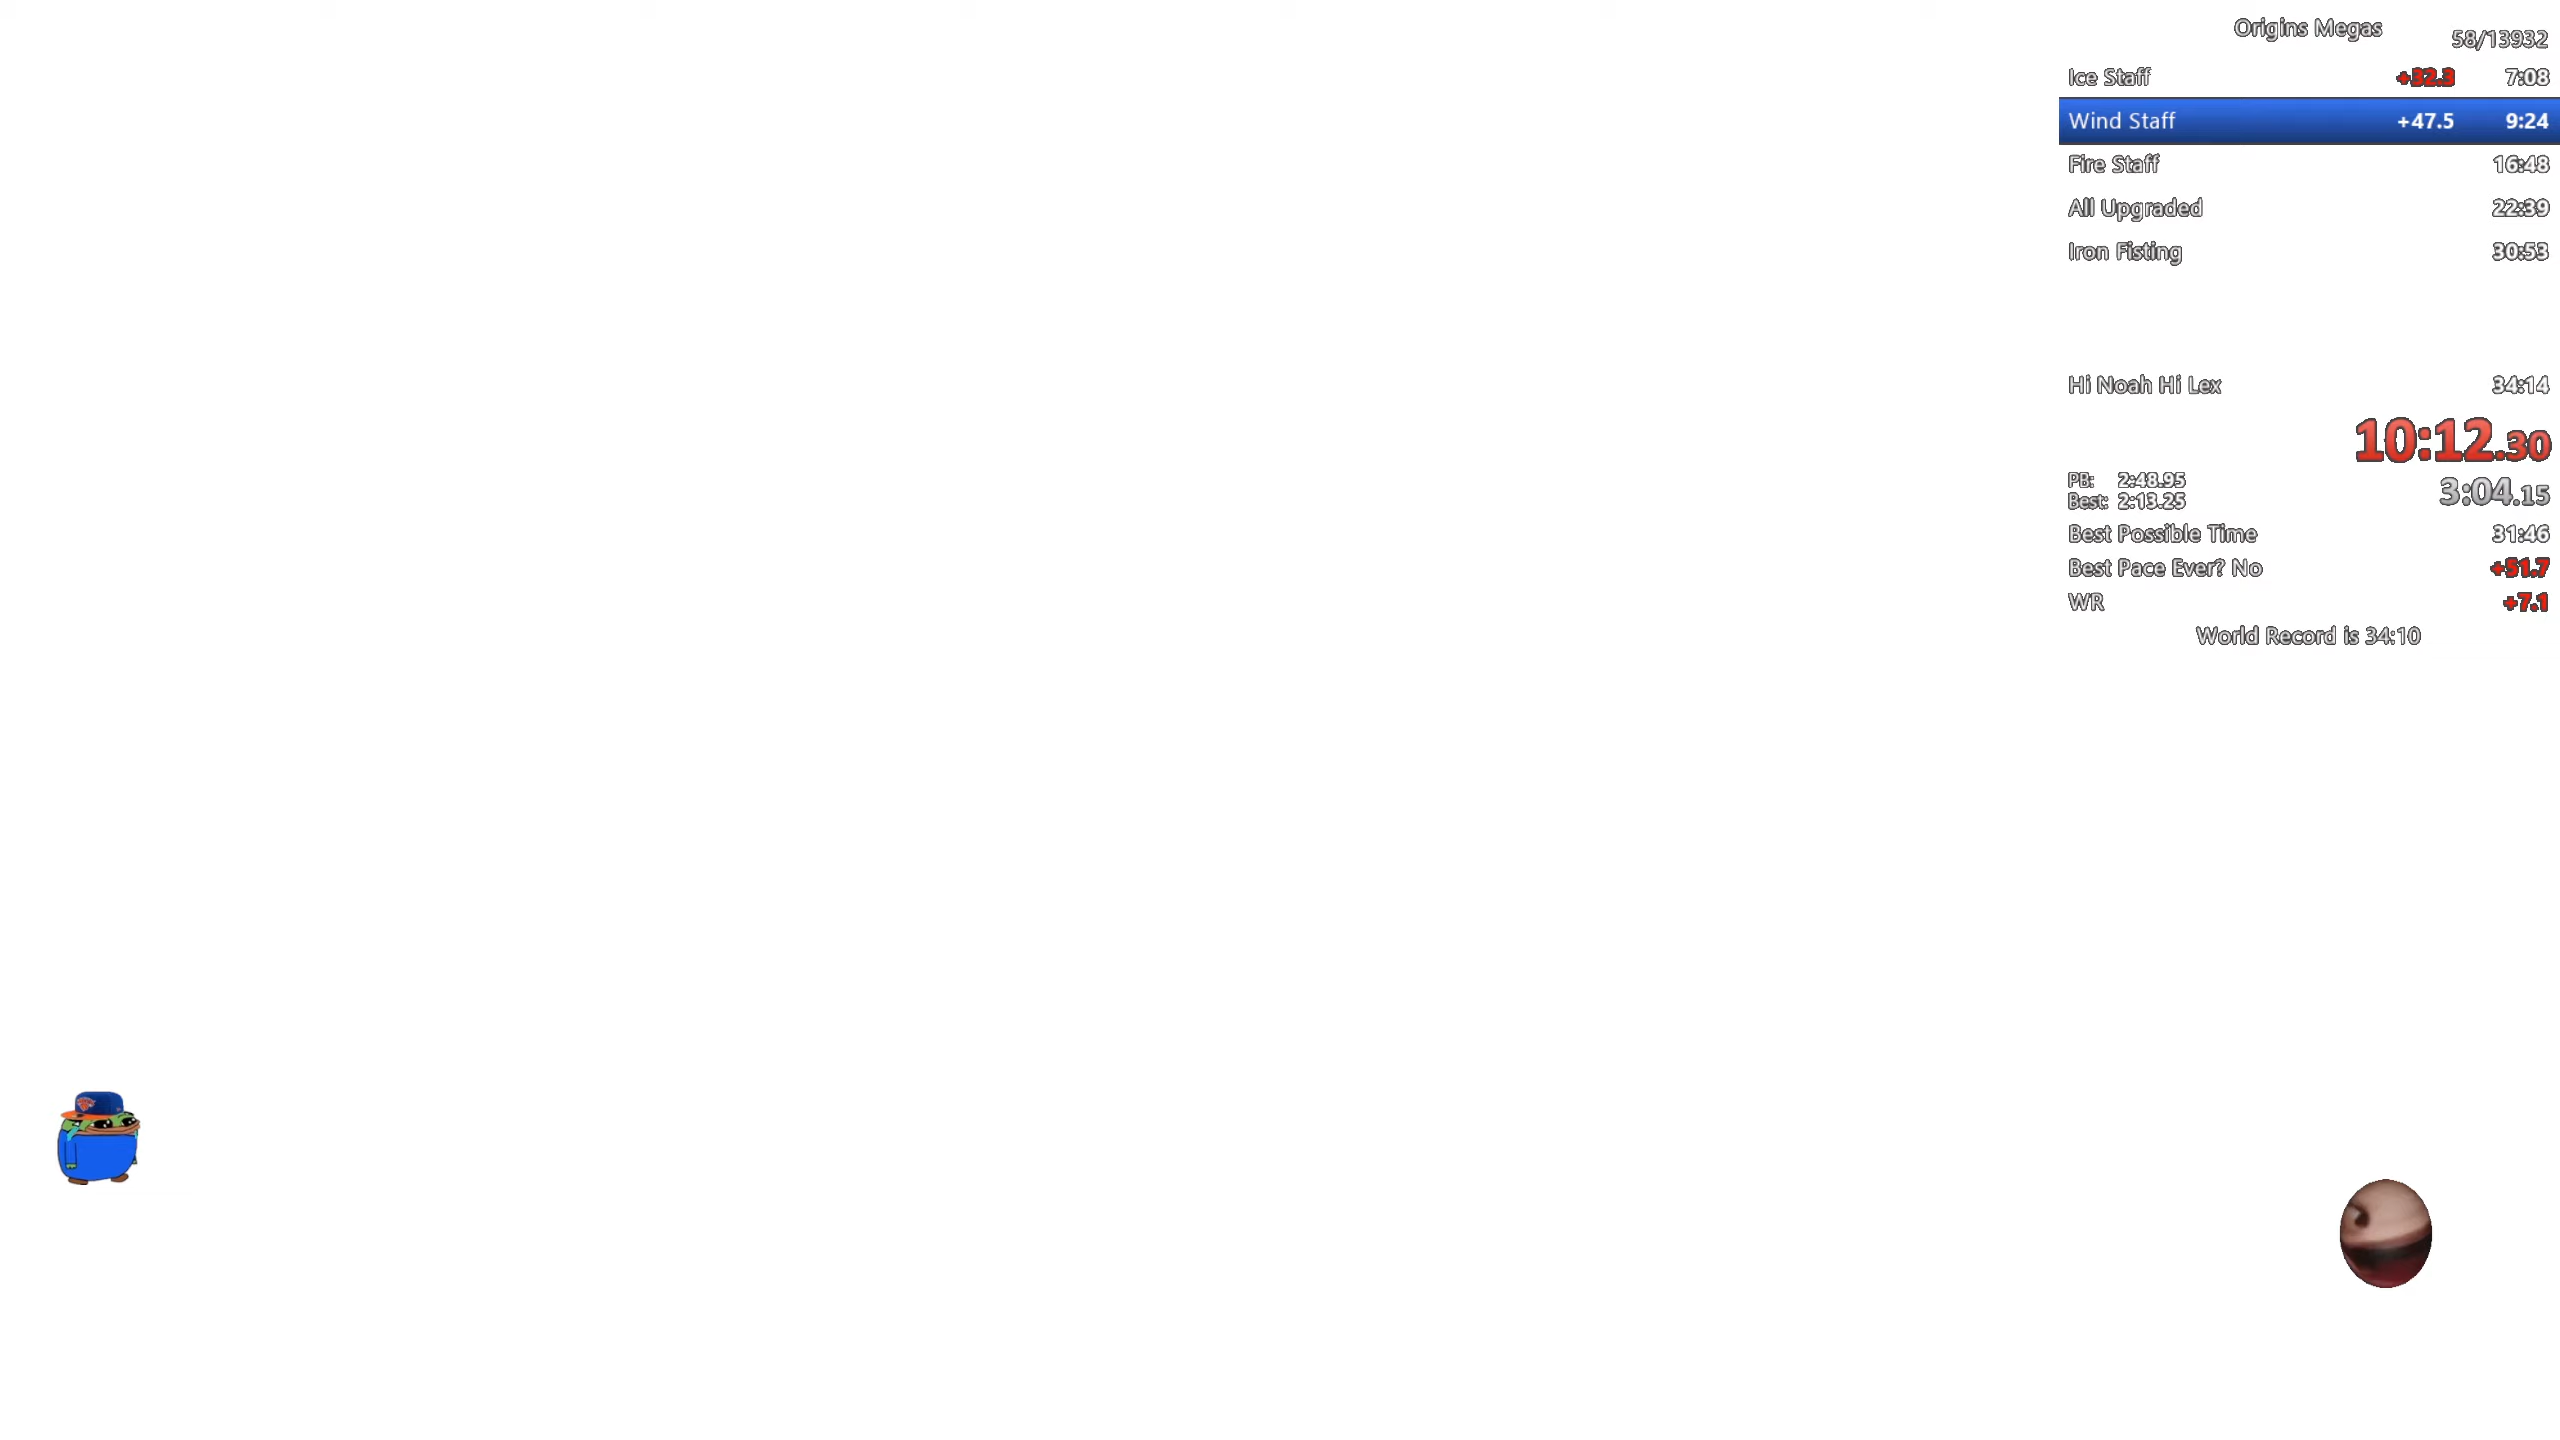 Origins Megas
58/13932
Ice Staff +32.3 7:08
Wind Staff +47.5 9:24
Fire Staff 16:48
All Upgraded 22:39
Iron Fisting 30:53
Hi Noah Hi Lex 34:14
10:12.30
PB: 2:48.95
Best: 2:13.25
3:04.15
Best Possible Time 31:46
Best Pace Ever? No +51.7
WR +7.1
World Record is 34:10